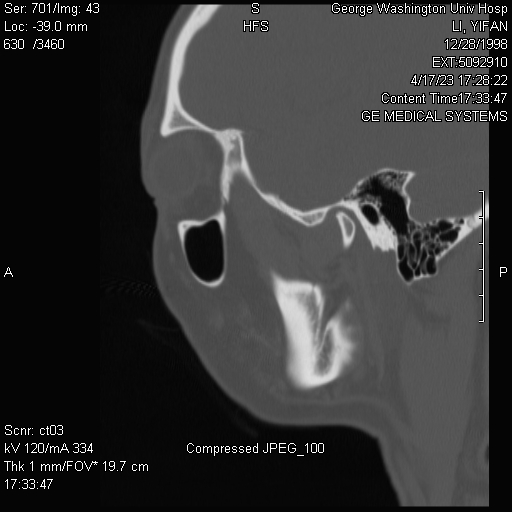 Ser: 701/Img: 43
Loc: -39.0 mm
630 /3460
S
HFS
George Washington Univ Hosp
LI, YIFAN
12/28/1998
EXT:5092910
4/17/23 17:28:22
Content Time17:33:47
GE MEDICAL SYSTEMS
A
P
Scnr: ct03
kV 120/mA 334
Thk 1 mm/FOV* 19.7 cm
17:33:47
Compressed JPEG_100